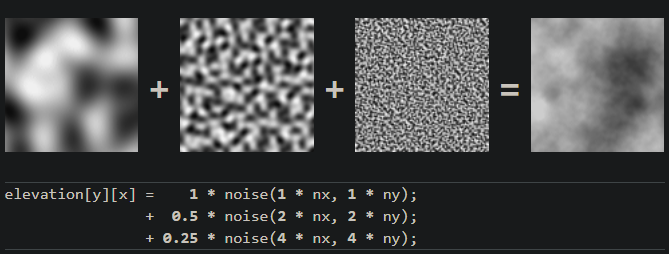 + + =
elevation[y][x] = 1 * noise(1 * nx, 1 * ny);
+ 0.5 * noise(2 * nx, 2 * ny);
+ 0.25 * noise(4 * nx, 4 * ny);